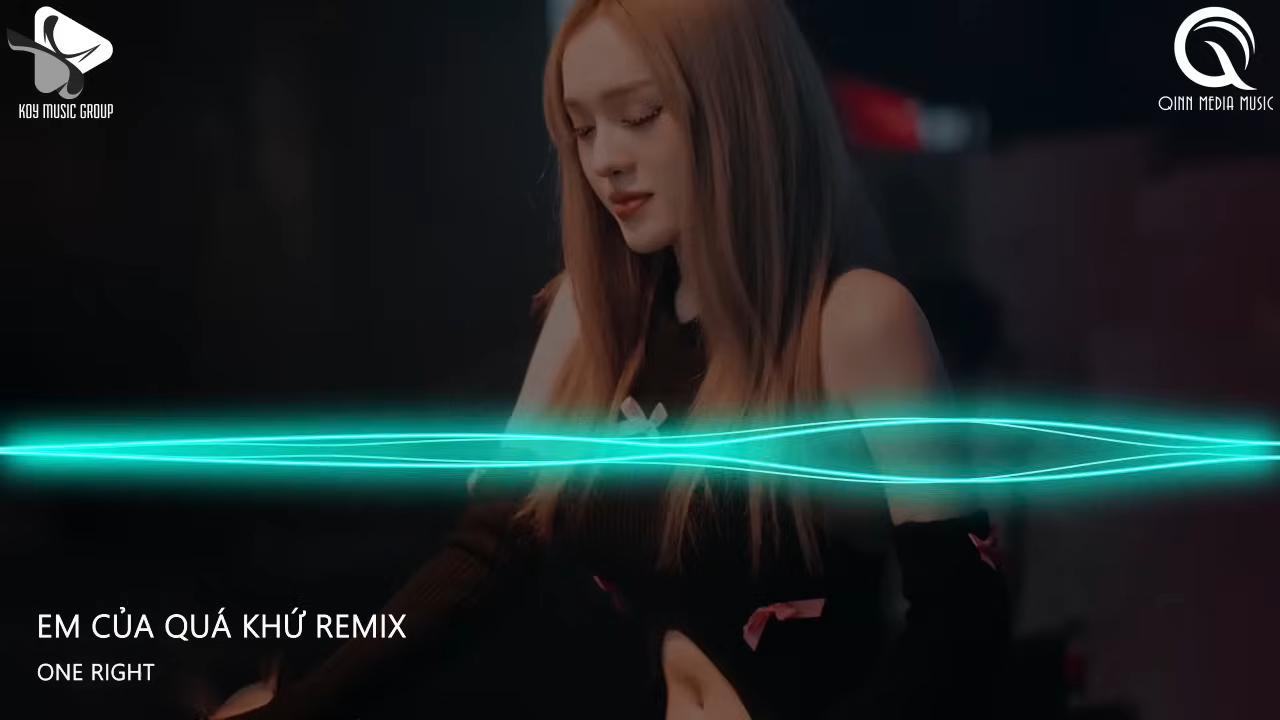 KOY MUSIC GROUP
QINN MEDIA MUSIC
EM CỦA QUÁ KHỨ REMIX
ONE RIGHT